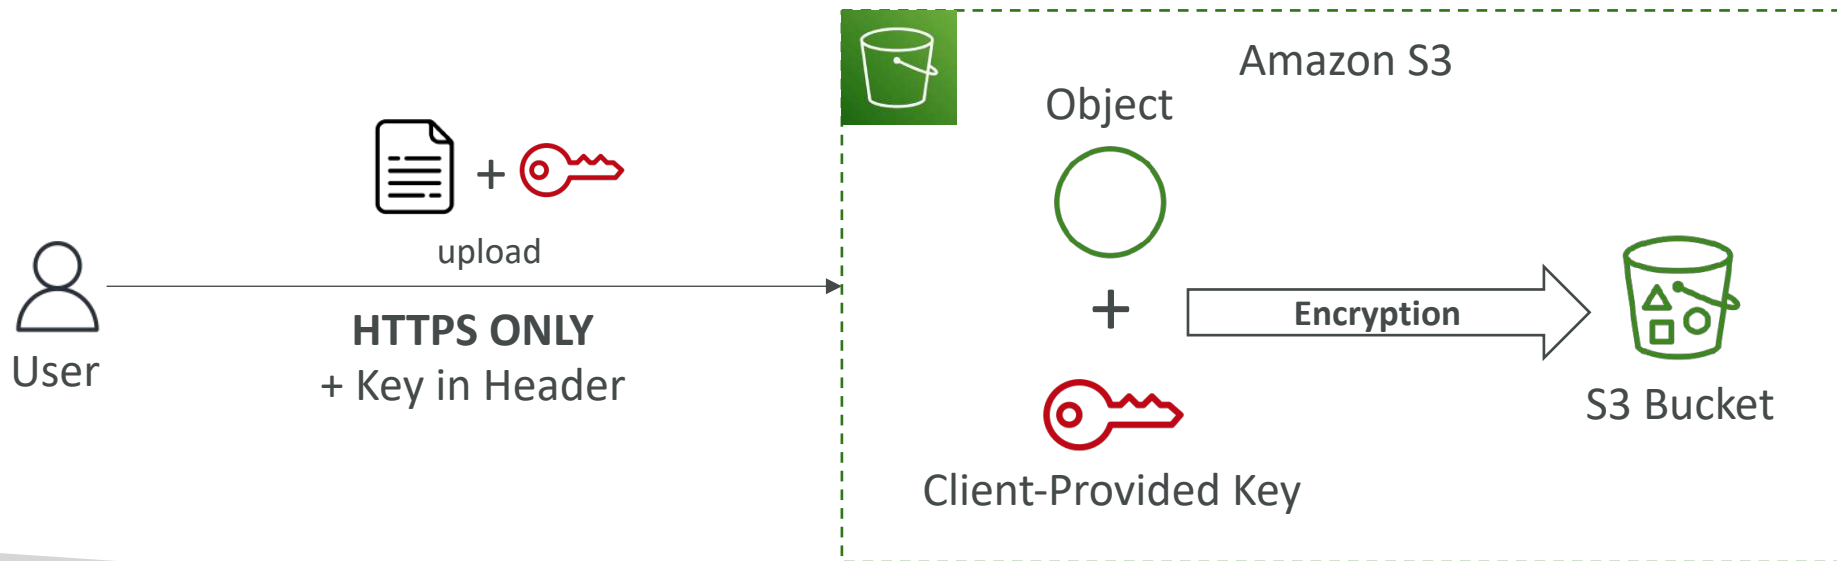 Amazon S3
Object
+
upload
HTTPS ONLY
+ Key in Header
User
+
Encryption
S3 Bucket
Client-Provided Key